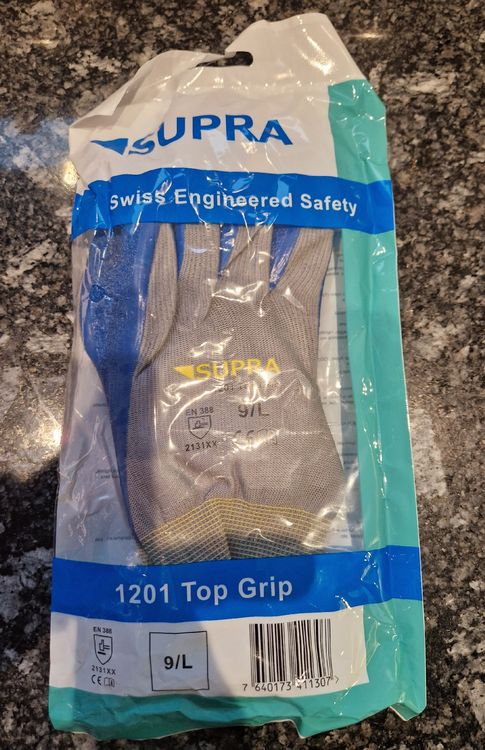 SUPRA
Swiss Engineered Safety
SUPRA
EN 388
9/L
2131XX
CE
1201 Top Grip
EN 388
2131XX
CE
9/L
7 640173 411307 >